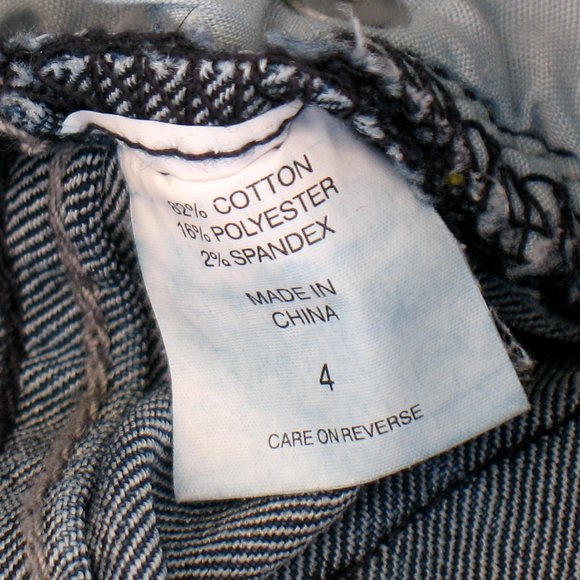 82% COTTON
16% POLYESTER
2% SPANDEX
MADE IN
CHINA
4
CARE ON REVERSE